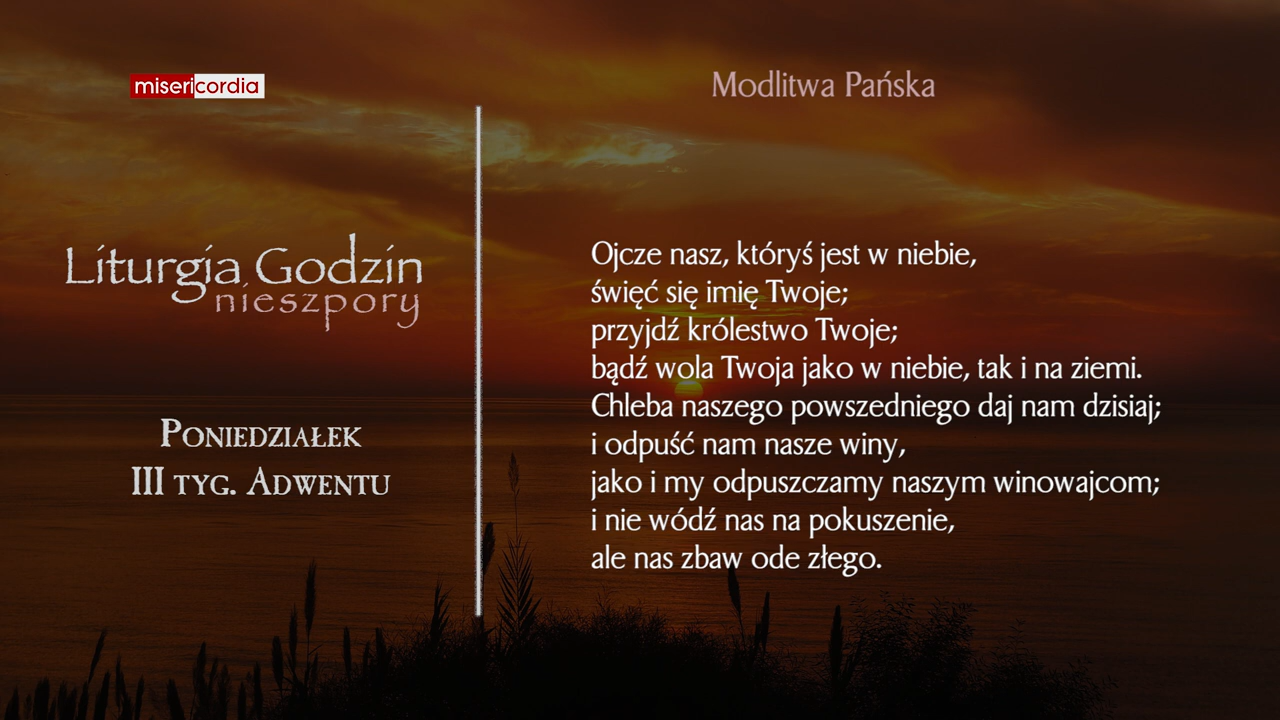 misericordia
Liturgia Godzin
nieszpory
Poniedziałek
III tyg. Adwentu
Modlitwa Pańska
Ojcze nasz, któryś jest w niebie,
święć się imię Twoje;
przyjdź królestwo Twoje;
bądź wola Twoja jako w niebie, tak i na ziemi.
Chleba naszego powszedniego daj nam dzisiaj;
i odpuść nam nasze winy,
jako i my odpuszczamy naszym winowajcom;
i nie wódź nas na pokuszenie,
ale nas zbaw ode złego.